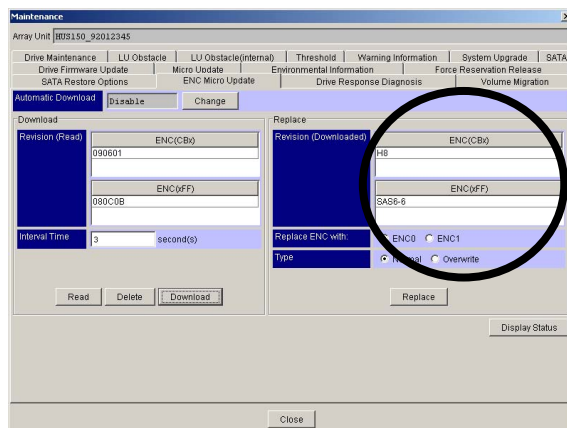 Maintenance
Array Unit HUS150_92012345
Drive Maintenance LU Obstacle LU Obstacle(internal) Threshold Warning Information System Upgrade SATA
Drive Firmware Update Micro Update Environmental Information Force Reservation Release
SATA Restore Options ENC Micro Update Drive Response Diagnosis Volume Migration
Automatic Download Disable Change
Download
Revision (Read)
ENC(CBx)
090601
ENC(xFF)
080C0B
Interval Time 3 second(s)
Read Delete Download
Replace
Revision (Downloaded)
ENC(CBx)
H8
ENC(xFF)
SAS6-6
Replace ENC with: ENC0 ENC1
Type Normal Overwrite
Replace
Display Status
Close